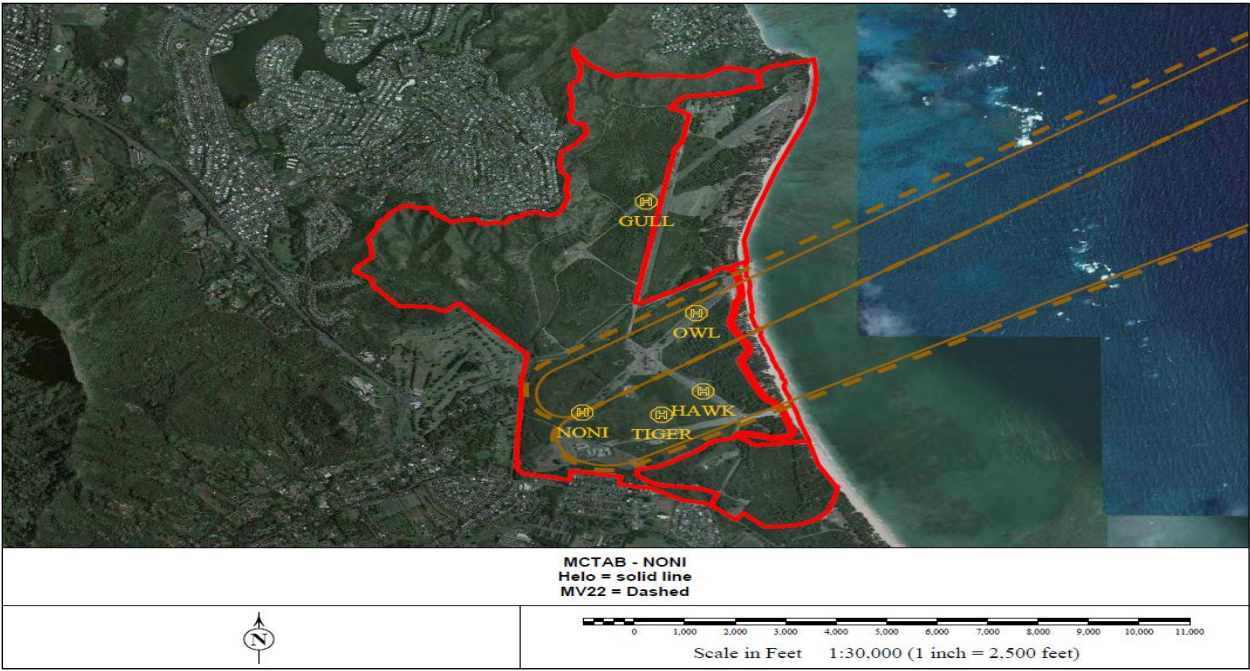 GULL
OWL
HAWK
NONI
TIGER
MCTAB - NONI
Helo = solid line
MV22 = Dashed
N
0 1,000 2,000 3,000 4,000 5,000 6,000 7,000 8,000 9,000 10,000 11,000
Scale in Feet 1:30,000 (1 inch = 2,500 feet)